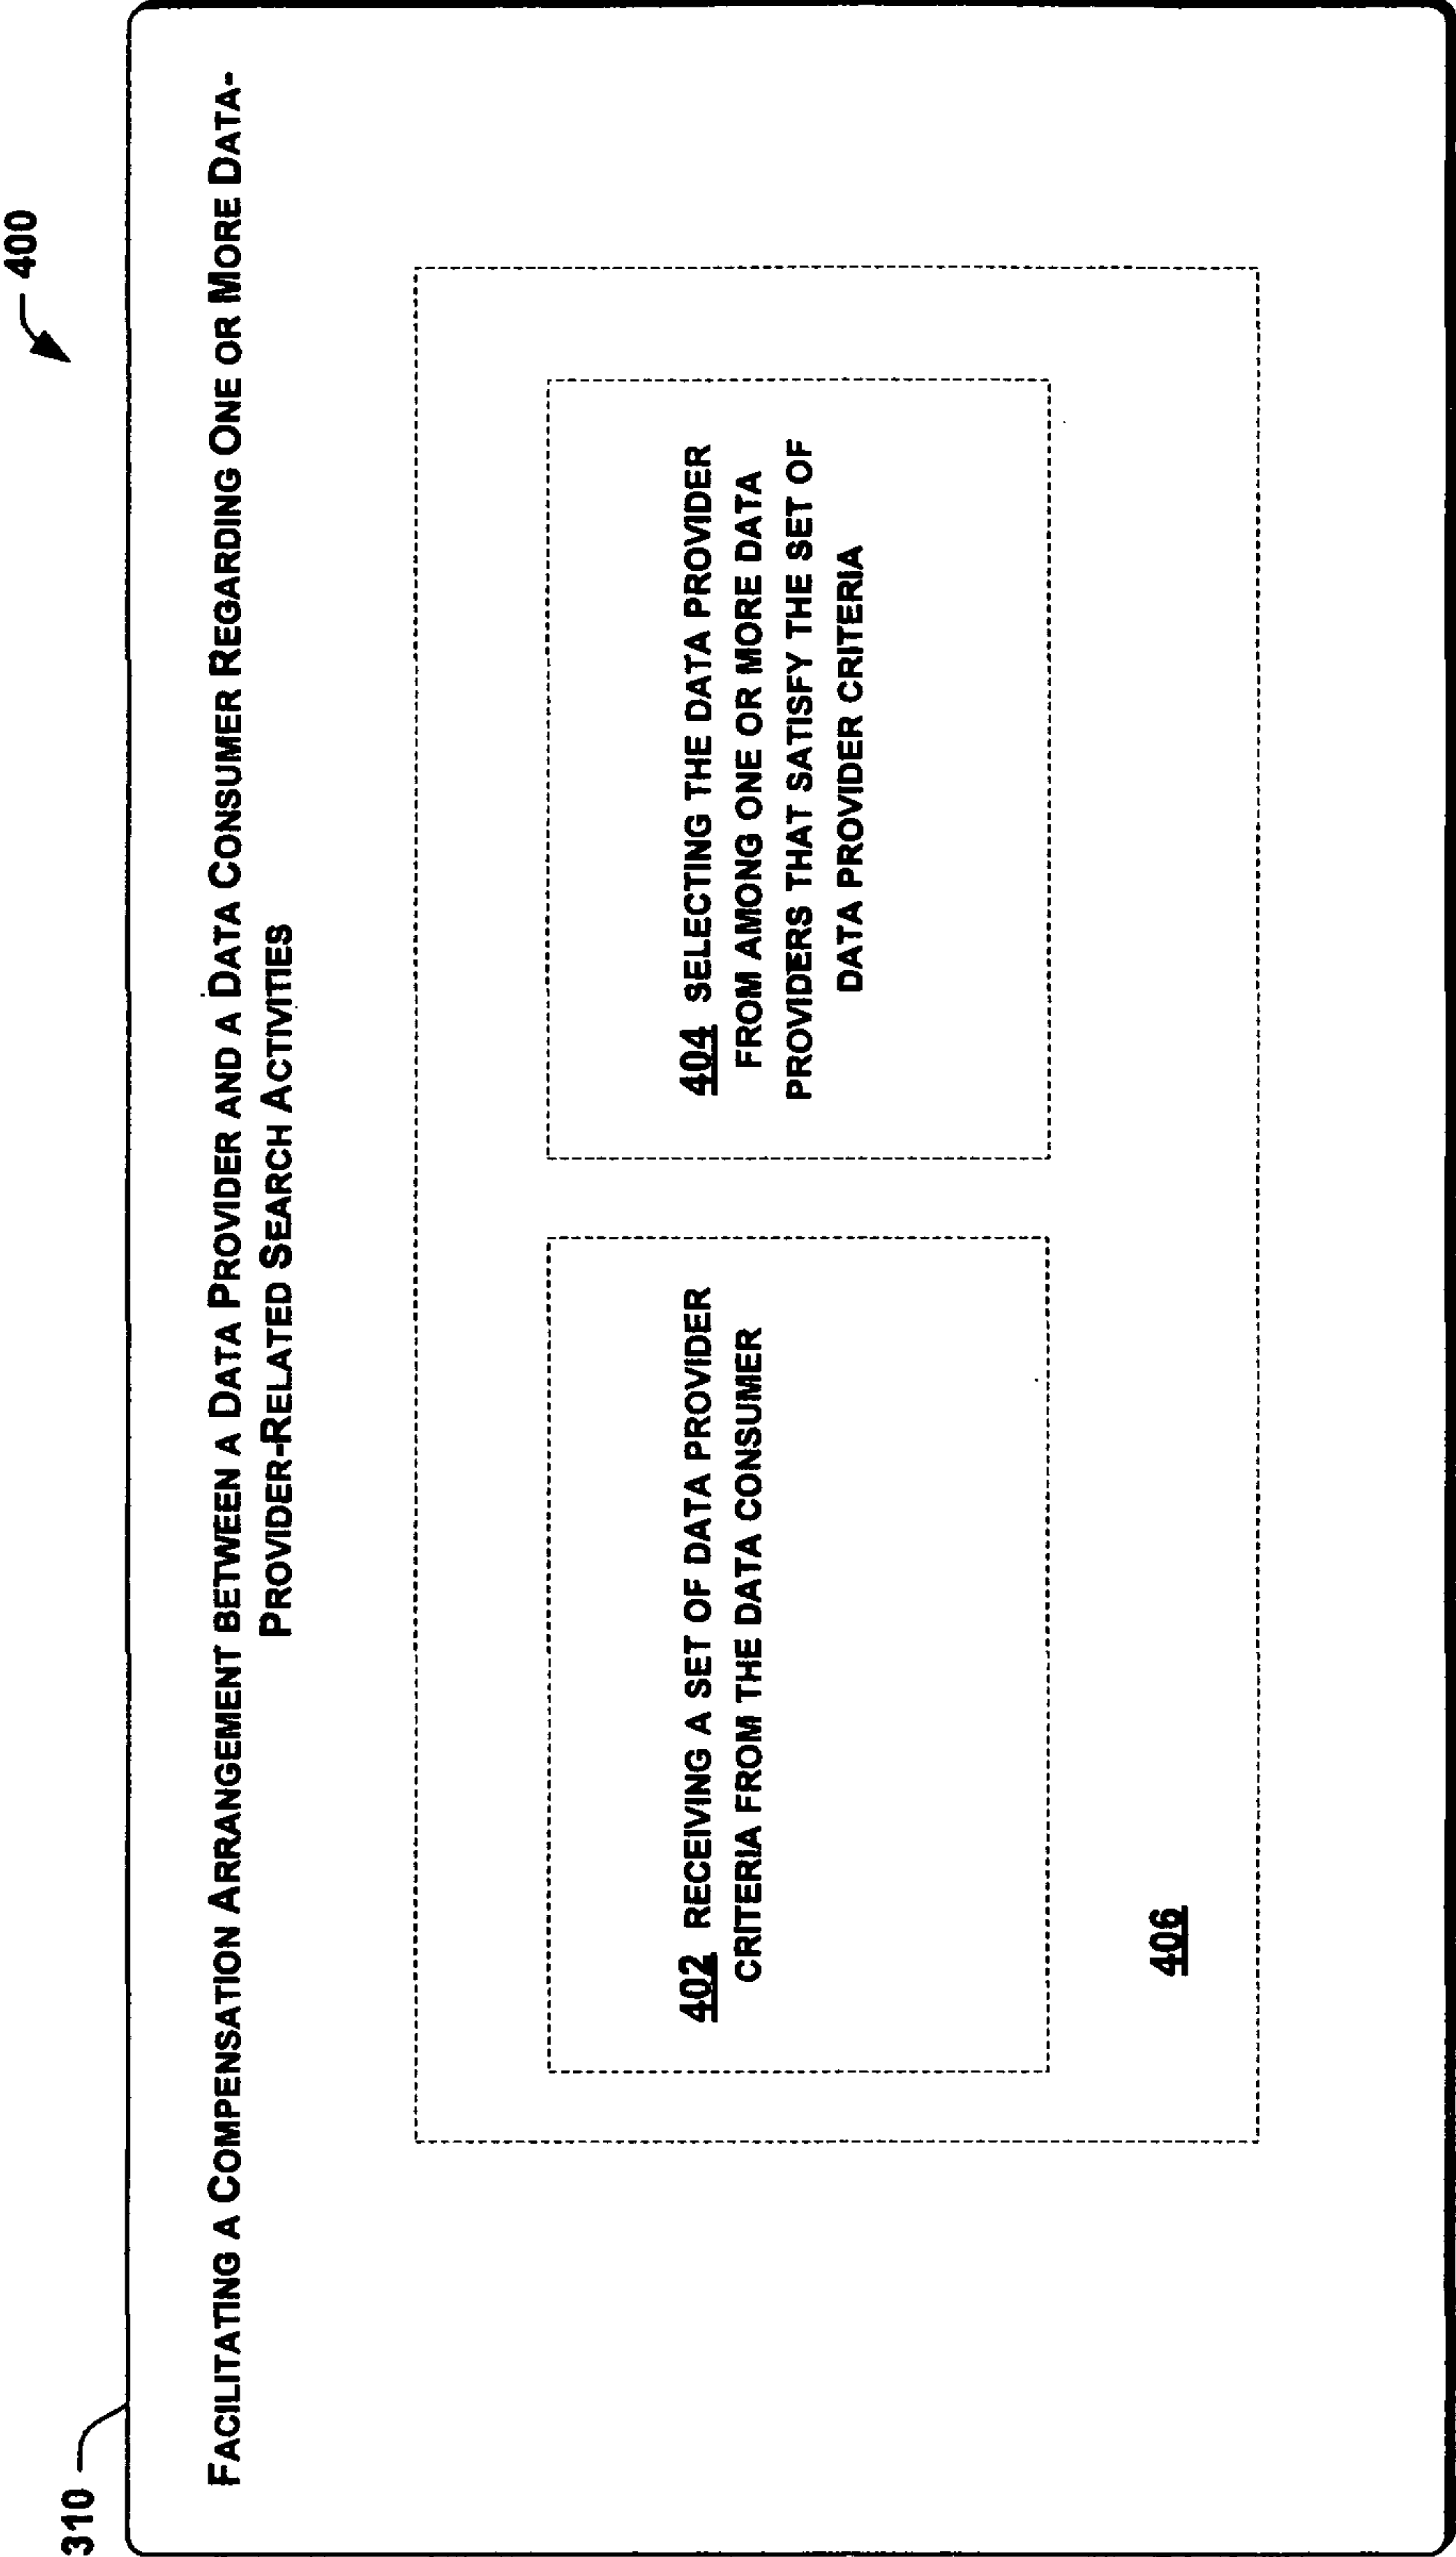 400
310
FACILITATING A COMPENSATION ARRANGEMENT BETWEEN A DATA PROVIDER AND A DATA CONSUMER REGARDING ONE OR MORE DATA-
PROVIDER-RELATED SEARCH ACTIVITIES
402 RECEIVING A SET OF DATA PROVIDER
CRITERIA FROM THE DATA CONSUMER
404 SELECTING THE DATA PROVIDER
FROM AMONG ONE OR MORE DATA
PROVIDERS THAT SATISFY THE SET OF
DATA PROVIDER CRITERIA
406